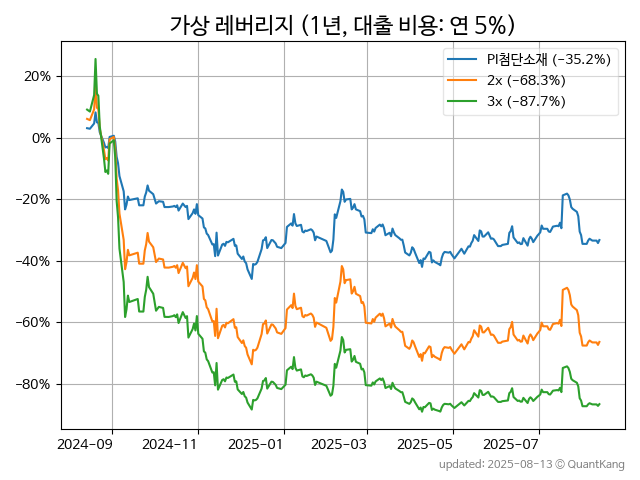 가상 레버리지 (1년, 대출 비용: 연 5%)
PI첨단소재 (−35.2%)
2x (−68.3%)
3x (−87.7%)
20%
0%
−20%
−40%
−60%
−80%
2024-09
2024-11
2025-01
2025-03
2025-05
2025-07
updated: 2025-08-13 © QuantKang